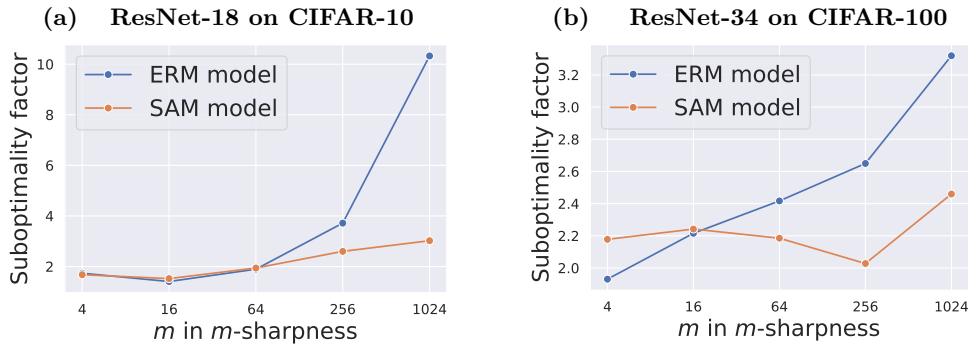 (a) ResNet-18 on CIFAR-10
Suboptimality factor
10
8
6
4
2
ERM model
SAM model
4 16 64 256 1024
m in m-sharpness
(b) ResNet-34 on CIFAR-100
Suboptimality factor
3.2
3.0
2.8
2.6
2.4
2.2
2.0
ERM model
SAM model
4 16 64 256 1024
m in m-sharpness